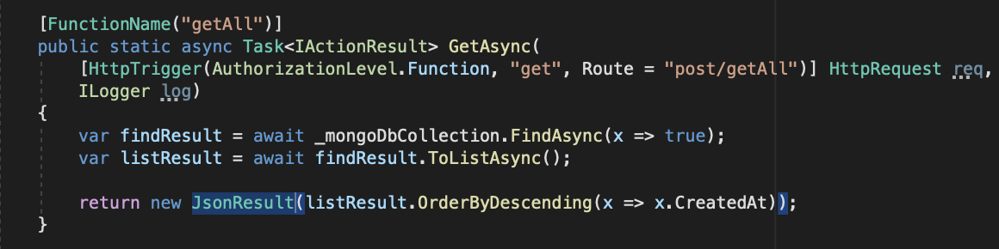 [FunctionName("getAll")]
public static async Task<IActionResult> GetAsync(
[HttpTrigger(AuthorizationLevel.Function, "get", Route = "post/getAll")] HttpRequest req,
ILogger log)
{
var findResult = await _mongoDbCollection.FindAsync(x => true);
var listResult = await findResult.ToListAsync();
return new JsonResult(listResult.OrderByDescending(x => x.CreatedAt));
}